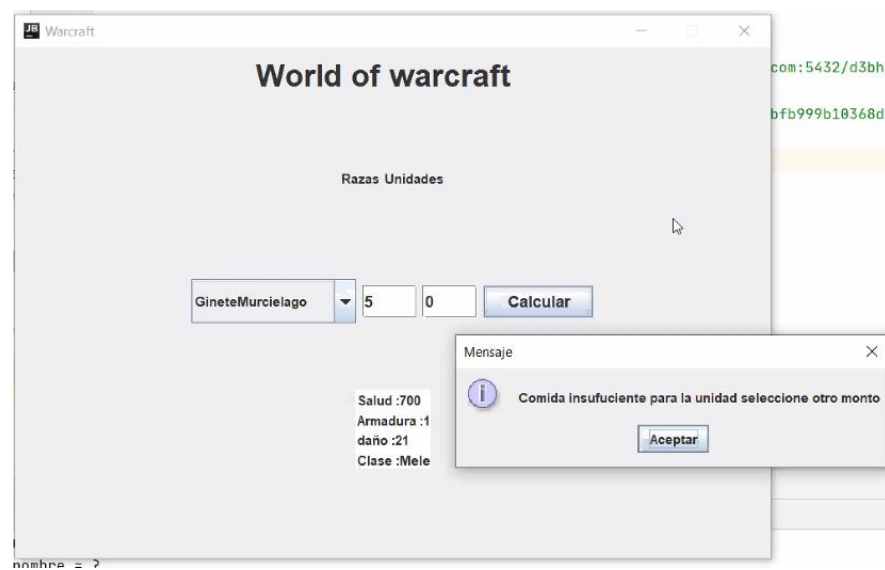 JB Warcraft
World of warcraft
com:5432/d3bh
bfb999b10368d
Razas Unidades
GineteMurcielago 5 0 Calcular
Mensaje
Comida insufuciente para la unidad seleccione otro monto
Aceptar
Salud :700
Armadura :1
daño :21
Clase :Mele
nombre = ?